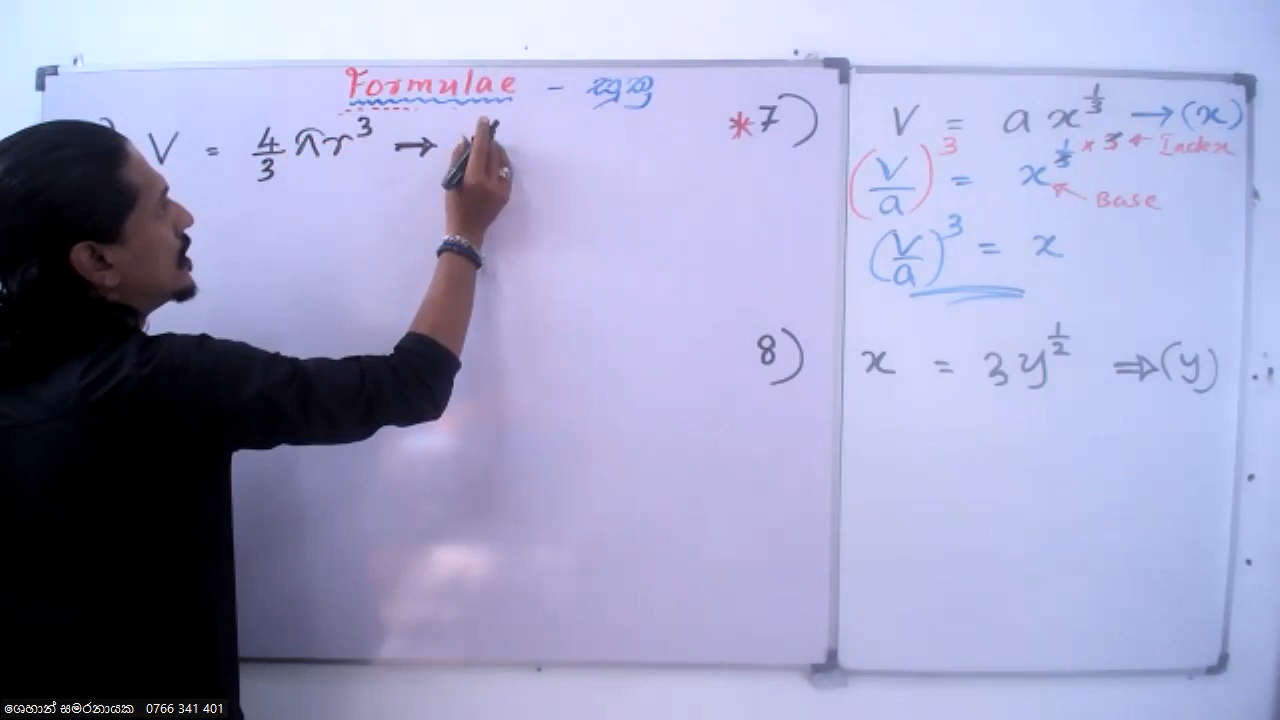 Formulae - සූත්‍ර
) V = 4/3 πr³ →
*7) V = a x^(1/3) → (x)
(V/a)³ = x^(1/3) × 3 ← Index
Base
(V/a)³ = x
8) x = 3y^(1/2) ⇒ (y)
ශෙහාන් සමරනායක 0766 341 401